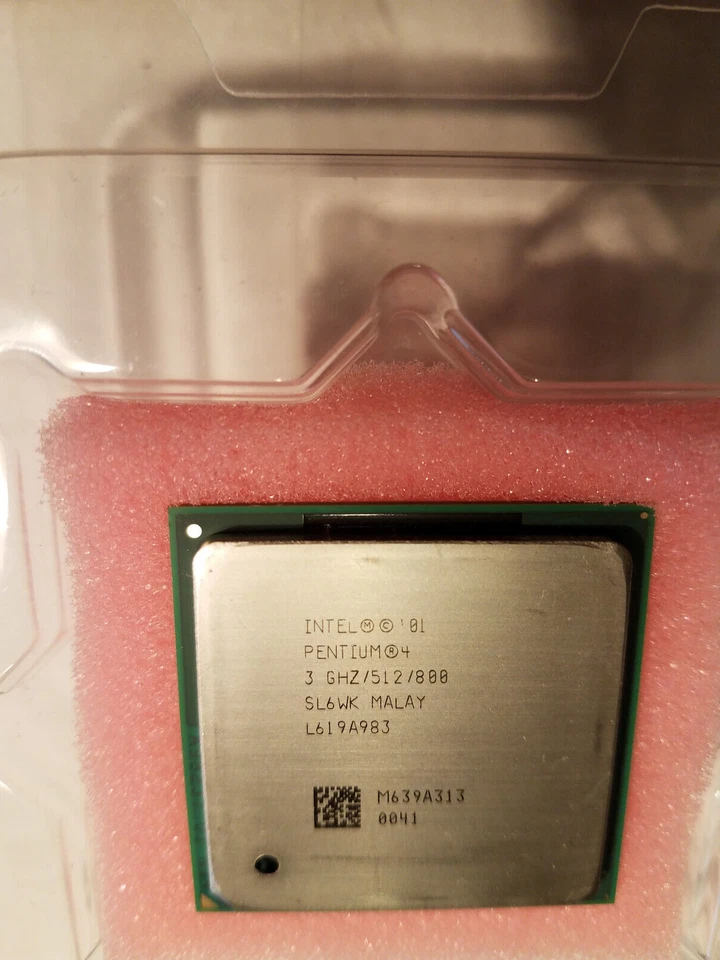 INTEL Ⓜ © '01
PENTIUM ® 4
3 GHZ/512/800
SL6WK MALAY
L619A983
M639A313
0041